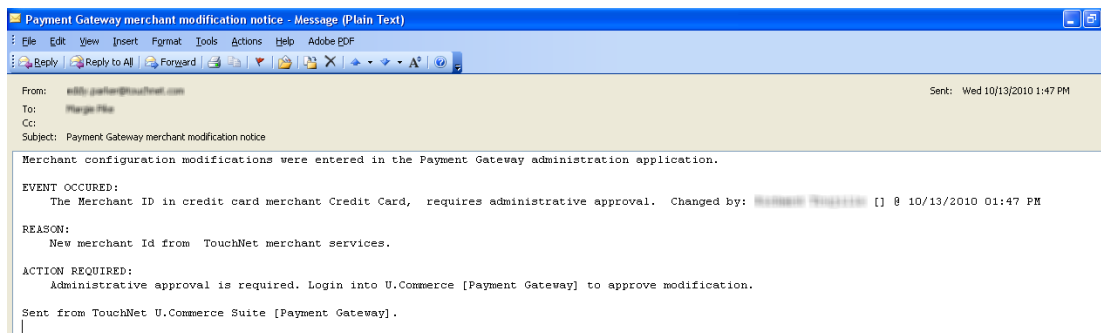 Payment Gateway merchant modification notice - Message (Plain Text)
File Edit View Insert Format Tools Actions Help Adobe PDF
Reply Reply to All Forward
From: Sent: Wed 10/13/2010 1:47 PM
To:
Cc:
Subject: Payment Gateway merchant modification notice
Merchant configuration modifications were entered in the Payment Gateway administration application.
EVENT OCCURED:
The Merchant ID in credit card merchant Credit Card, requires administrative approval. Changed by: [] @ 10/13/2010 01:47 PM
REASON:
New merchant Id from TouchNet merchant services.
ACTION REQUIRED:
Administrative approval is required. Login into U.Commerce [Payment Gateway] to approve modification.
Sent from TouchNet U.Commerce Suite [Payment Gateway].